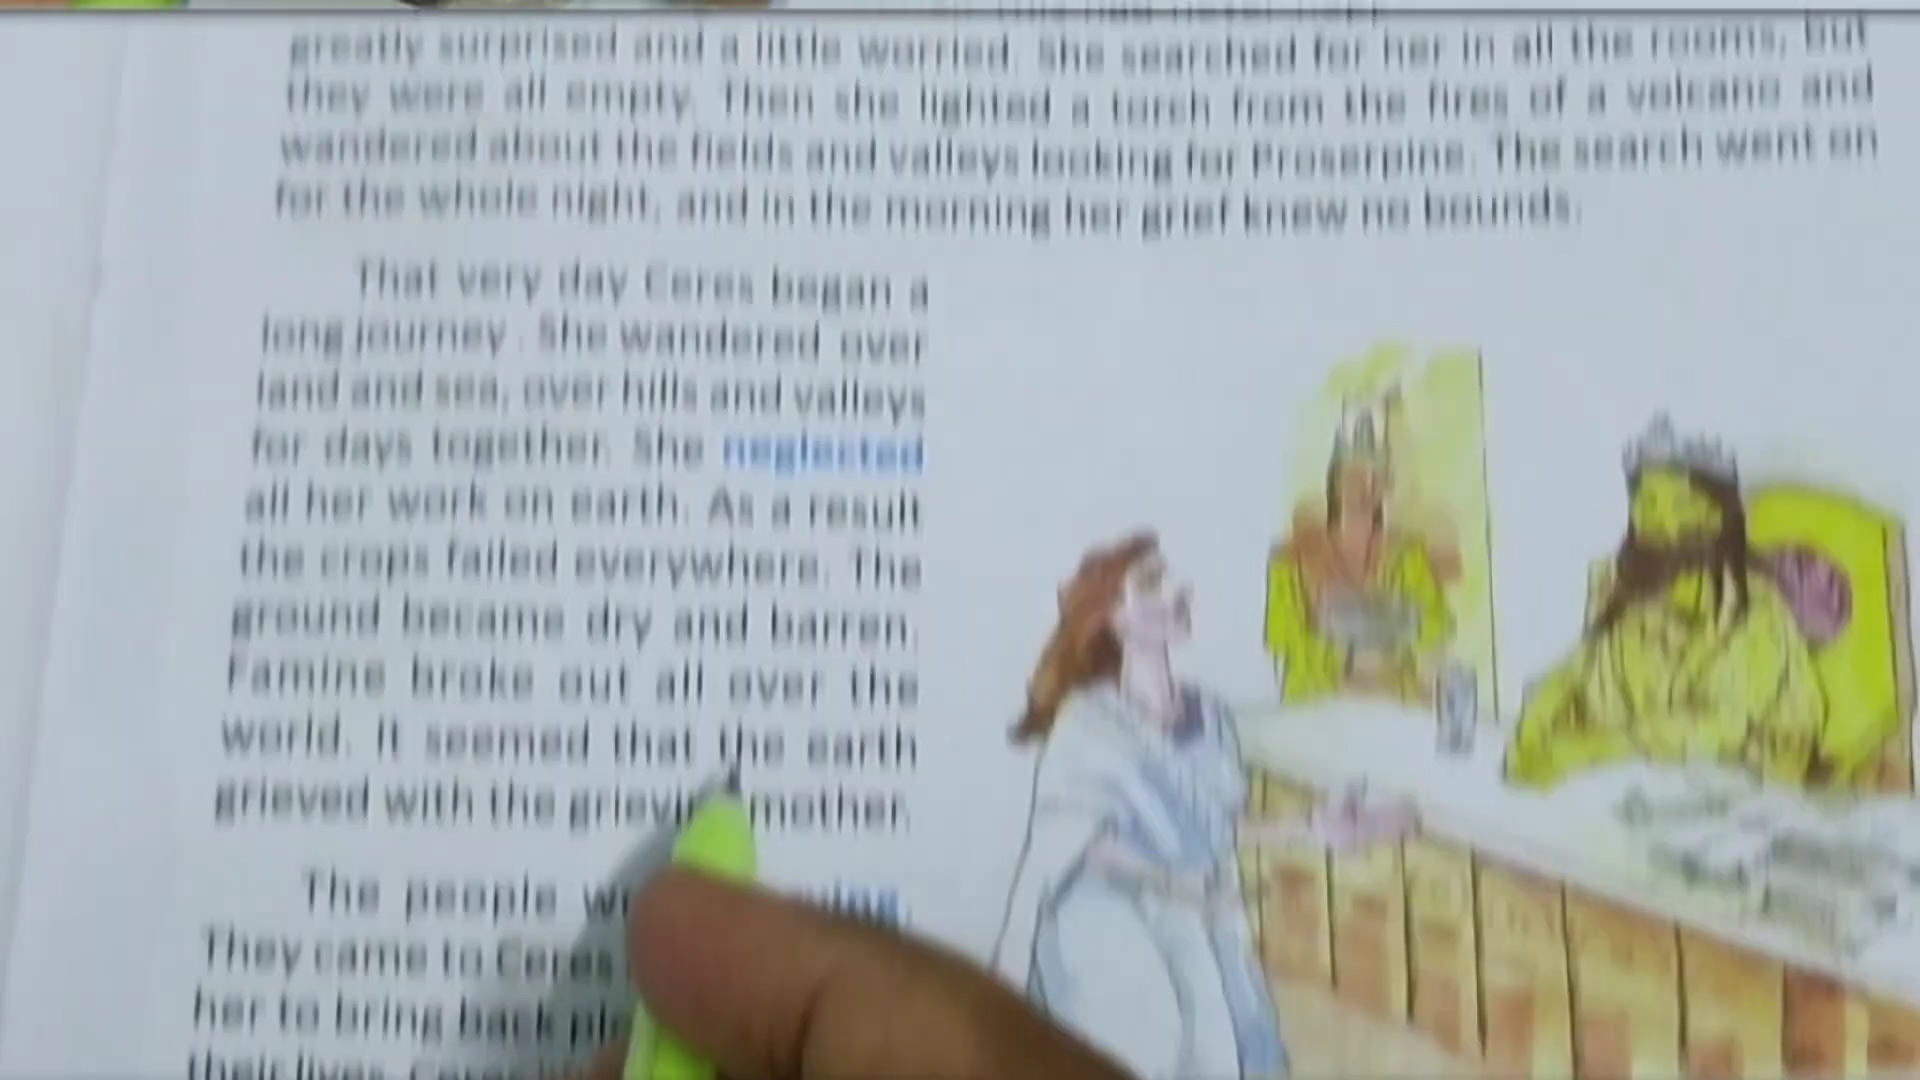 greatly surprised and a little worried. She searched for her in all the rooms, but
they were all empty. Then she lighted a torch from the fires of a volcano and
wandered about the fields and valleys looking for Proserpine. The search went on
for the whole night, and in the morning her grief knew no bounds.
That very day Ceres began a
long journey. She wandered over
land and sea, over hills and valleys
for days together. She neglected
all her work on earth. As a result
the crops failed everywhere. The
ground became dry and barren.
Famine broke out all over the
world. It seemed that the earth
grieved with the mother.
The people
They came to Ceres
her to bring back
their lives. Ceres